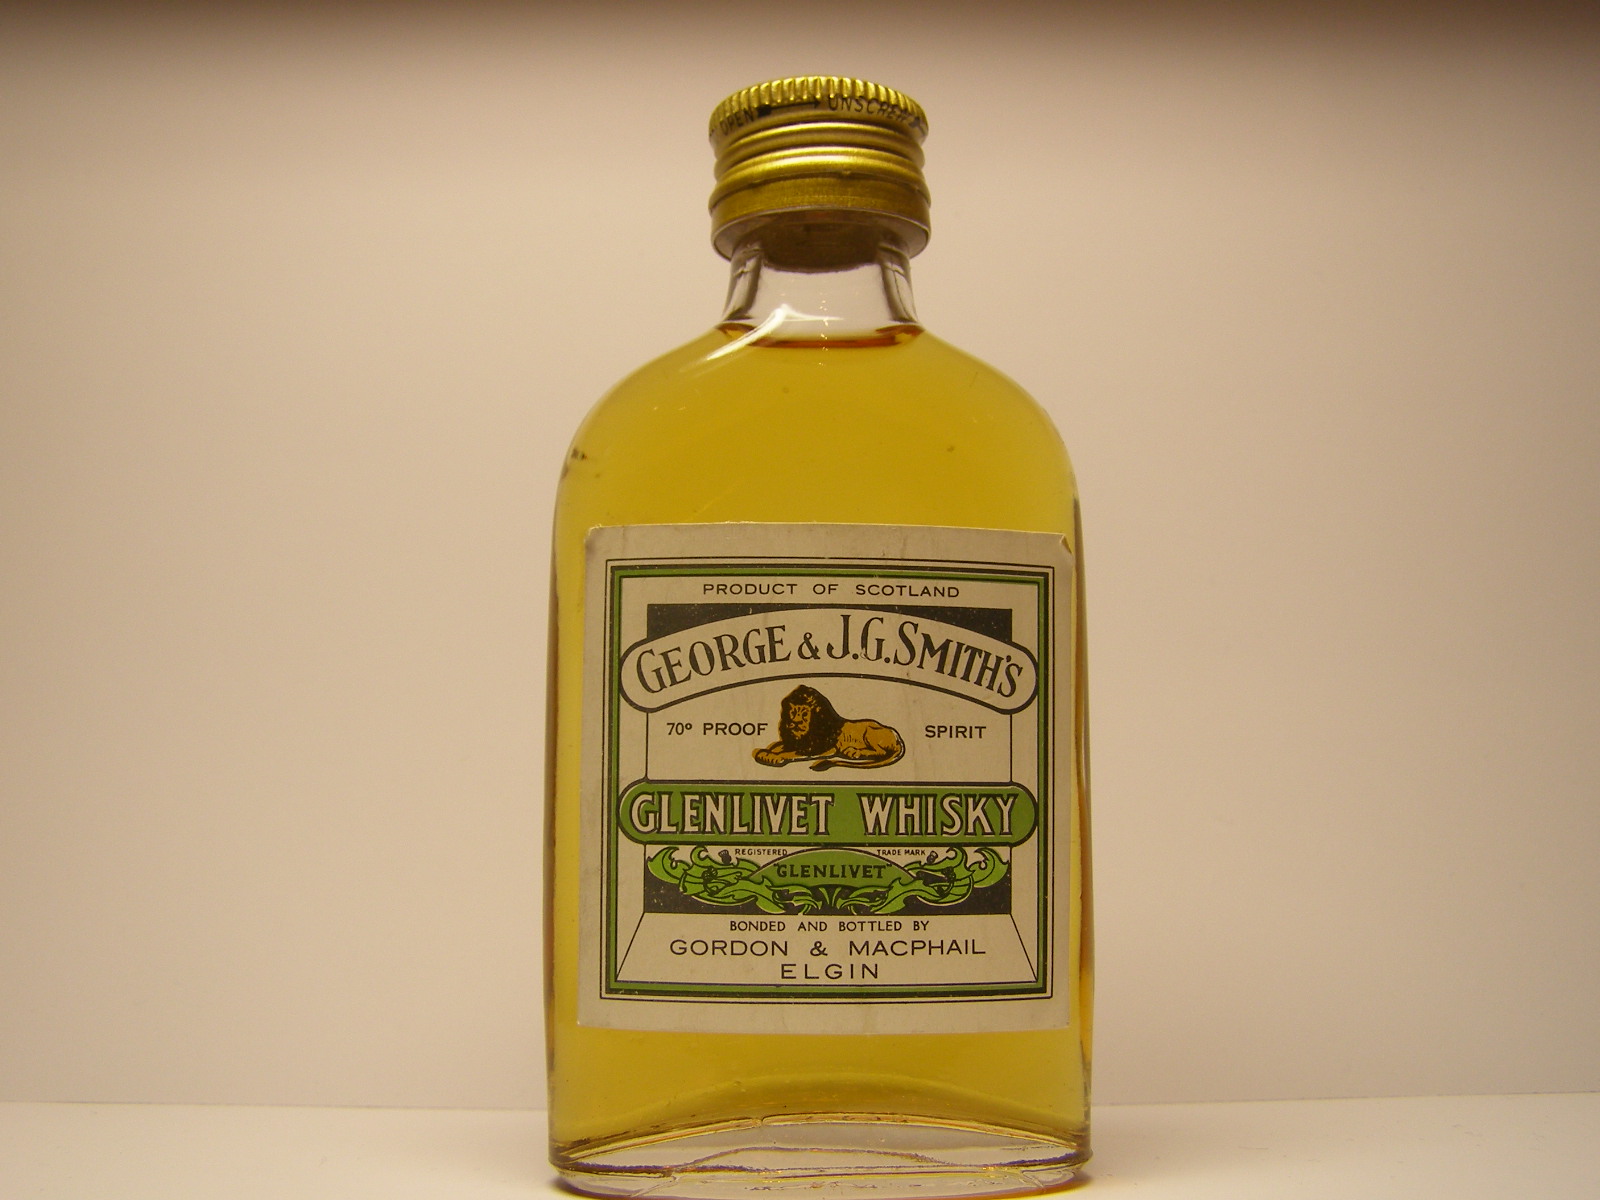 OPEN UNSCREW
PRODUCT OF SCOTLAND
GEORGE & J.G. SMITH'S
70° PROOF SPIRIT
GLENLIVET WHISKY
REGISTERED TRADE MARK
"GLENLIVET"
BONDED AND BOTTLED BY
GORDON & MACPHAIL
ELGIN